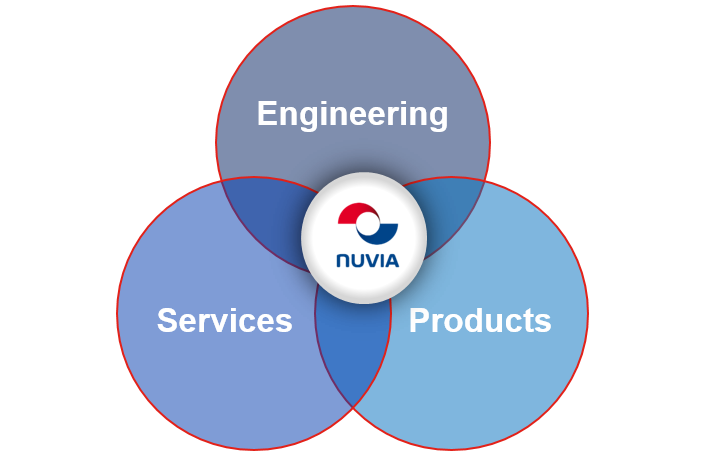 Engineering
NUVIA
Services
Products